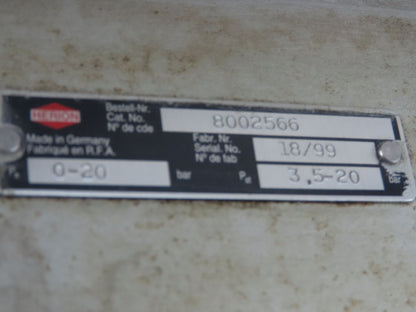 HERION
Bestell-Nr.
Cat. No. 8002566
N° de cde
Made in Germany Fabr. Nr.
Fabriqué en R.F.A. Serial. No. 18/99
N° de fab
0-20 bar 3,5-20